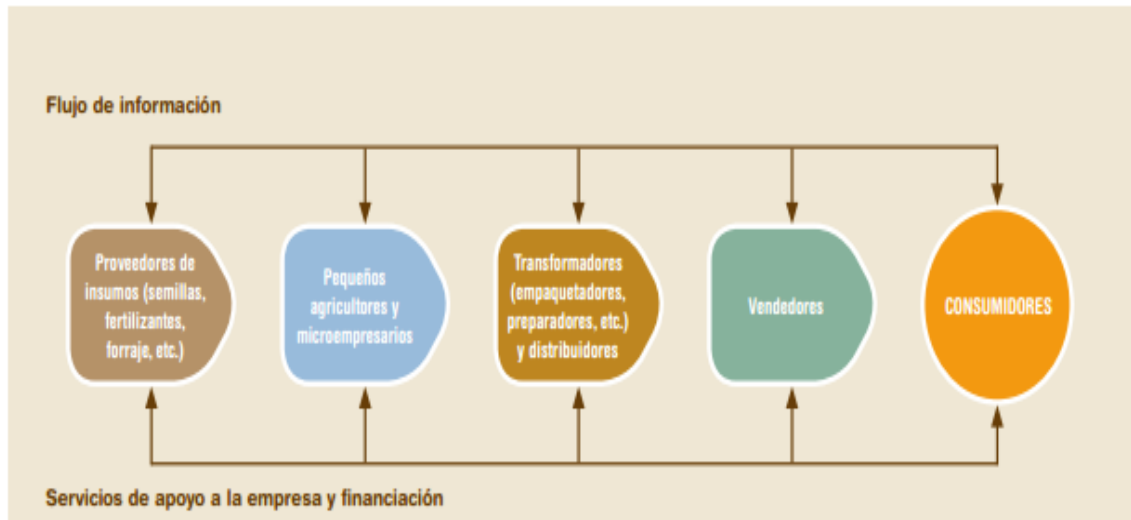 Flujo de información
Proveedores de
insumos (semillas,
fertilizantes,
forraje, etc.)
Pequeños
agricultores y
microempresarios
Transformadores
(empaquetadores,
preparadores, etc.)
y distribuidores
Vendedores
CONSUMIDORES
Servicios de apoyo a la empresa y financiación